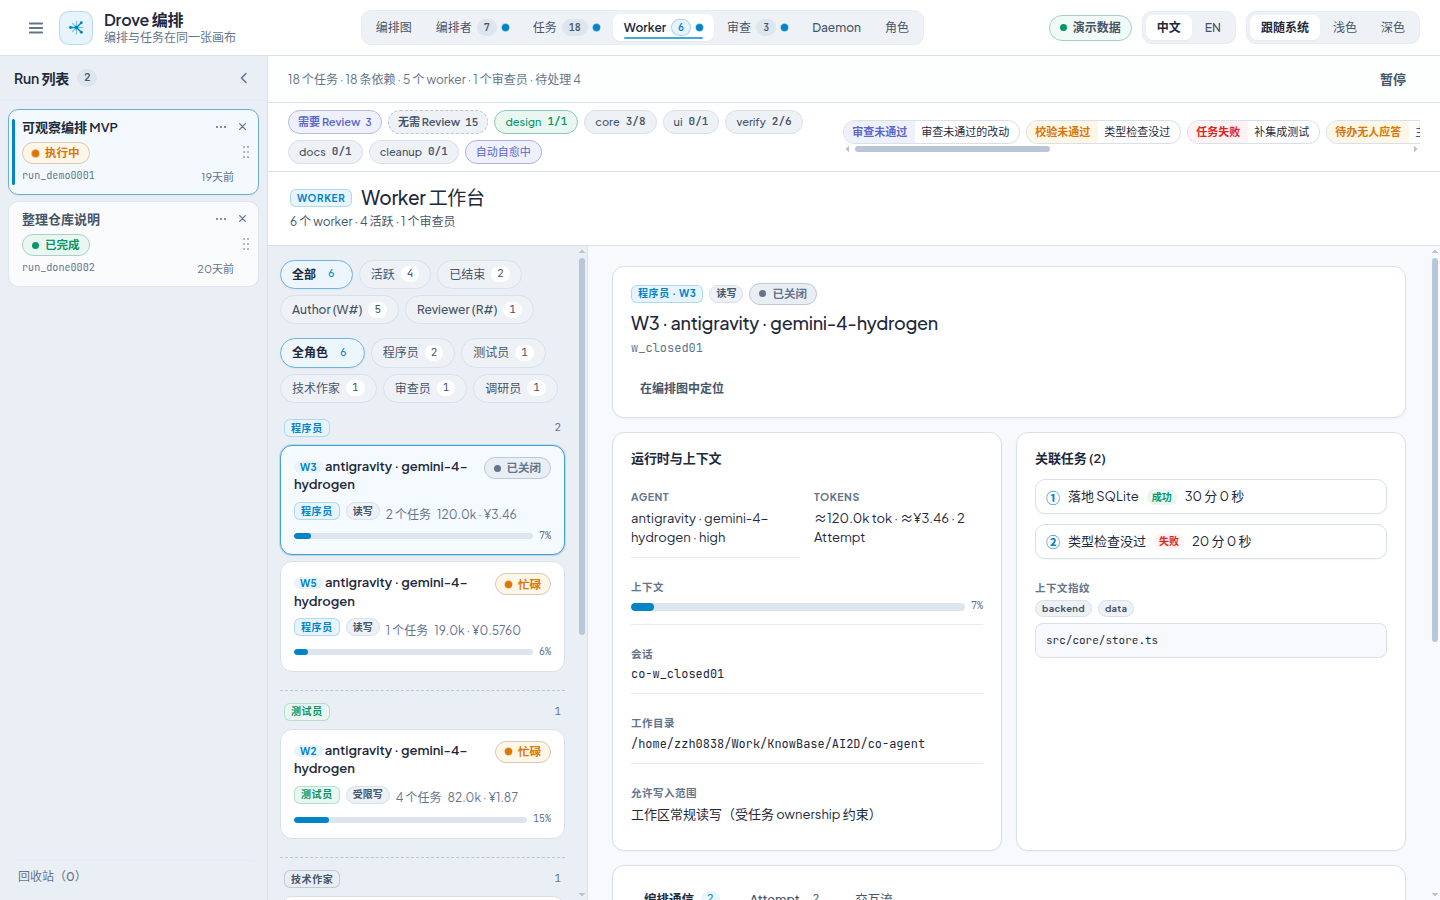 Drove 编排
编排与任务在同一张画布
编排图
编排者 7
任务 18
Worker 6
审查 3
Daemon
角色
演示数据
中文
EN
跟随系统
浅色
深色
Run 列表 2
可观察编排 MVP
执行中
run_demo0001
19天前
整理仓库说明
已完成
run_done0002
20天前
回收站（0）
18 个任务 · 18 条依赖 · 5 个 worker · 1 个审查员 · 待处理 4
暂停
需要 Review 3
无需 Review 15
design 1/1
core 3/8
ui 0/1
verify 2/6
docs 0/1
cleanup 0/1
自动自愈中
审查未通过 审查未通过的改动
校验未通过 类型检查没过
任务失败 补集成测试
待办无人应答
WORKER Worker 工作台
6 个 worker · 4 活跃 · 1 个审查员
全部 6
活跃 4
已结束 2
Author (W#) 5
Reviewer (R#) 1
全角色 6
程序员 2
测试员 1
技术作家 1
审查员 1
调研员 1
程序员 2
W3 antigravity · gemini-4-
hydrogen
已关闭
程序员 读写 2 个任务 120.0k · ¥3.46
7%
W5 antigravity · gemini-4-
hydrogen
忙碌
程序员 读写 1 个任务 19.0k · ¥0.5760
6%
测试员 1
W2 antigravity · gemini-4-
hydrogen
忙碌
测试员 受限写 4 个任务 82.0k · ¥1.87
15%
技术作家 1
程序员 · W3 读写 已关闭
W3 · antigravity · gemini-4-hydrogen
w_closed01
在编排图中定位
运行时与上下文
AGENT
antigravity · gemini-4-
hydrogen · high
TOKENS
≈120.0k tok · ≈¥3.46 · 2
Attempt
上下文
7%
会话
co-w_closed01
工作目录
/home/zzh0838/Work/KnowBase/AI2D/co-agent
允许写入范围
工作区常规读写（受任务 ownership 约束）
关联任务 (2)
① 落地 SQLite 成功 30 分 0 秒
② 类型检查没过 失败 20 分 0 秒
上下文指纹
backend data
src/core/store.ts
编排通信 2
Attempt 2
交互流